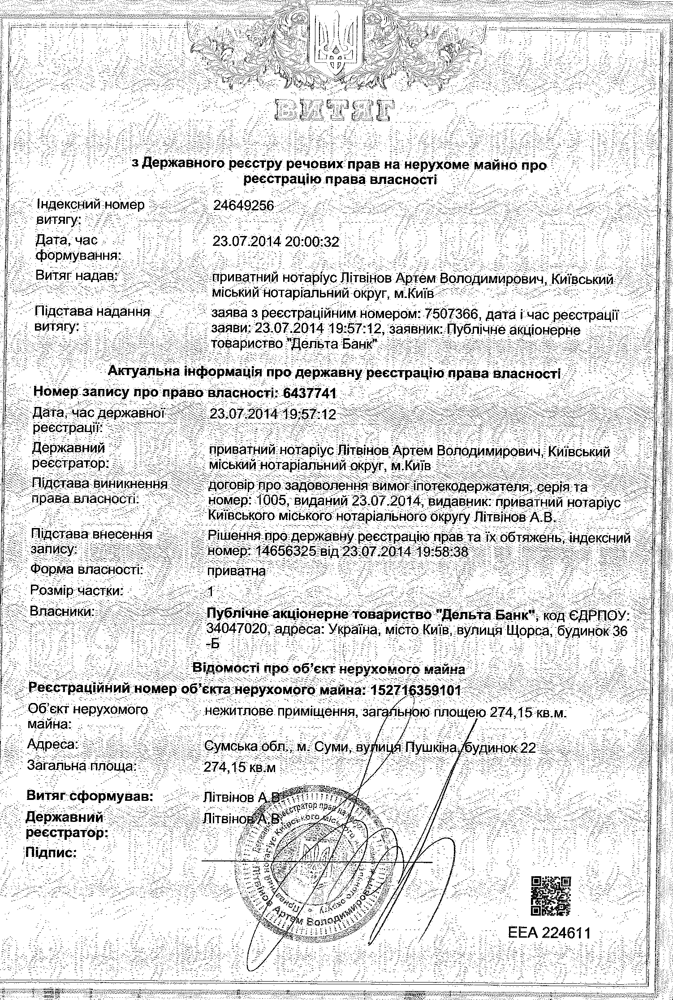 ВИТЯГ
з Державного реєстру речових прав на нерухоме майно про
реєстрацію права власності
Індексний номер
витягу:
24649256
Дата, час
формування:
23.07.2014 20:00:32
Витяг надав:
приватний нотаріус Літвінов Артем Володимирович, Київський
міський нотаріальний округ, м.Київ
Підстава надання
витягу:
заява з реєстраційним номером: 7507366, дата і час реєстрації
заяви: 23.07.2014 19:57:12, заявник: Публічне акціонерне
товариство "Дельта Банк"
Актуальна інформація про державну реєстрацію права власності
Номер запису про право власності: 6437741
Дата, час державної
реєстрації:
23.07.2014 19:57:12
Державний
реєстратор:
приватний нотаріус Літвінов Артем Володимирович, Київський
міський нотаріальний округ, м.Київ
Підстава виникнення
права власності:
договір про задоволення вимог іпотекодержателя, серія та
номер: 1005, виданий 23.07.2014, видавник: приватний нотаріус
Київського міського нотаріального округу Літвінов А.В.
Підстава внесення
запису:
Рішення про державну реєстрацію прав та їх обтяжень, індексний
номер: 14656325 від 23.07.2014 19:58:38
Форма власності:
приватна
Розмір частки:
1
Власники:
Публічне акціонерне товариство "Дельта Банк", код ЄДРПОУ:
34047020, адреса: Україна, місто Київ, вулиця Щорса, будинок 36
-Б
Відомості про об'єкт нерухомого майна
Реєстраційний номер об'єкта нерухомого майна: 152716359101
Об'єкт нерухомого
майна:
нежитлове приміщення, загальною площею 274,15 кв.м.
Адреса:
Сумська обл., м. Суми, вулиця Пушкіна, будинок 22
Загальна площа:
274,15 кв.м
Витяг сформував:
Літвінов А.В.
Державний
реєстратор:
Літвінов А.В.
Підпис:
реєстратор прав на
Приватний нотаріус Київського міського
округу
Літвінов Артем Володимирович
ЕЕА 224611